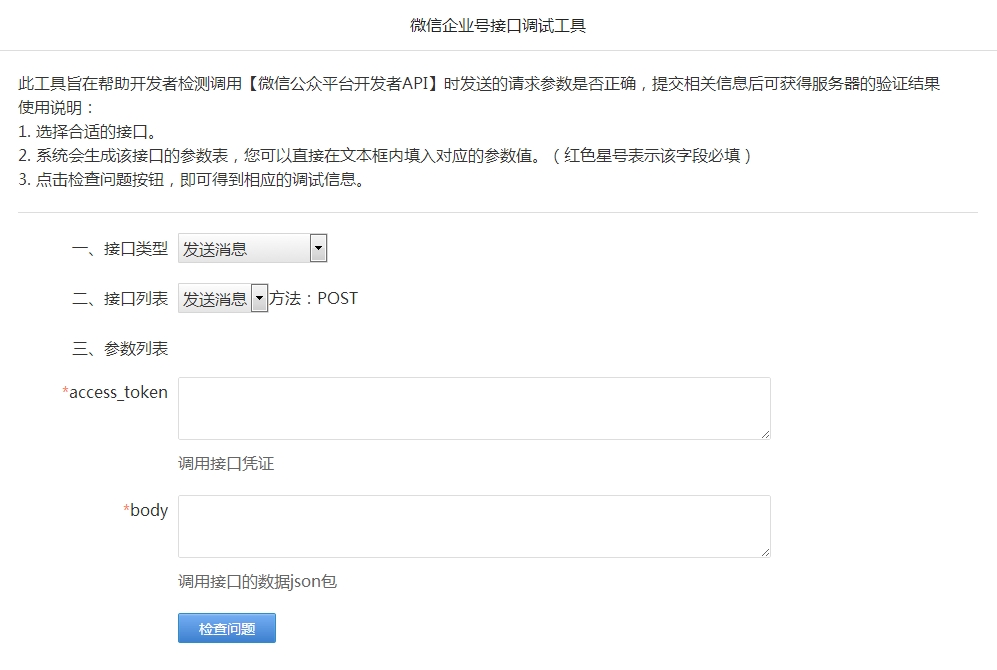 微信企业号接口调试工具
此工具旨在帮助开发者检测调用【微信公众平台开发者API】时发送的请求参数是否正确，提交相关信息后可获得服务器的验证结果
使用说明：
1. 选择合适的接口。
2. 系统会生成该接口的参数表，您可以直接在文本框内填入对应的参数值。（红色星号表示该字段必填）
3. 点击检查问题按钮，即可得到相应的调试信息。
一、接口类型 发送消息
二、接口列表 发送消息 方法：POST
三、参数列表
*access_token
调用接口凭证
*body
调用接口的数据json包
检查问题